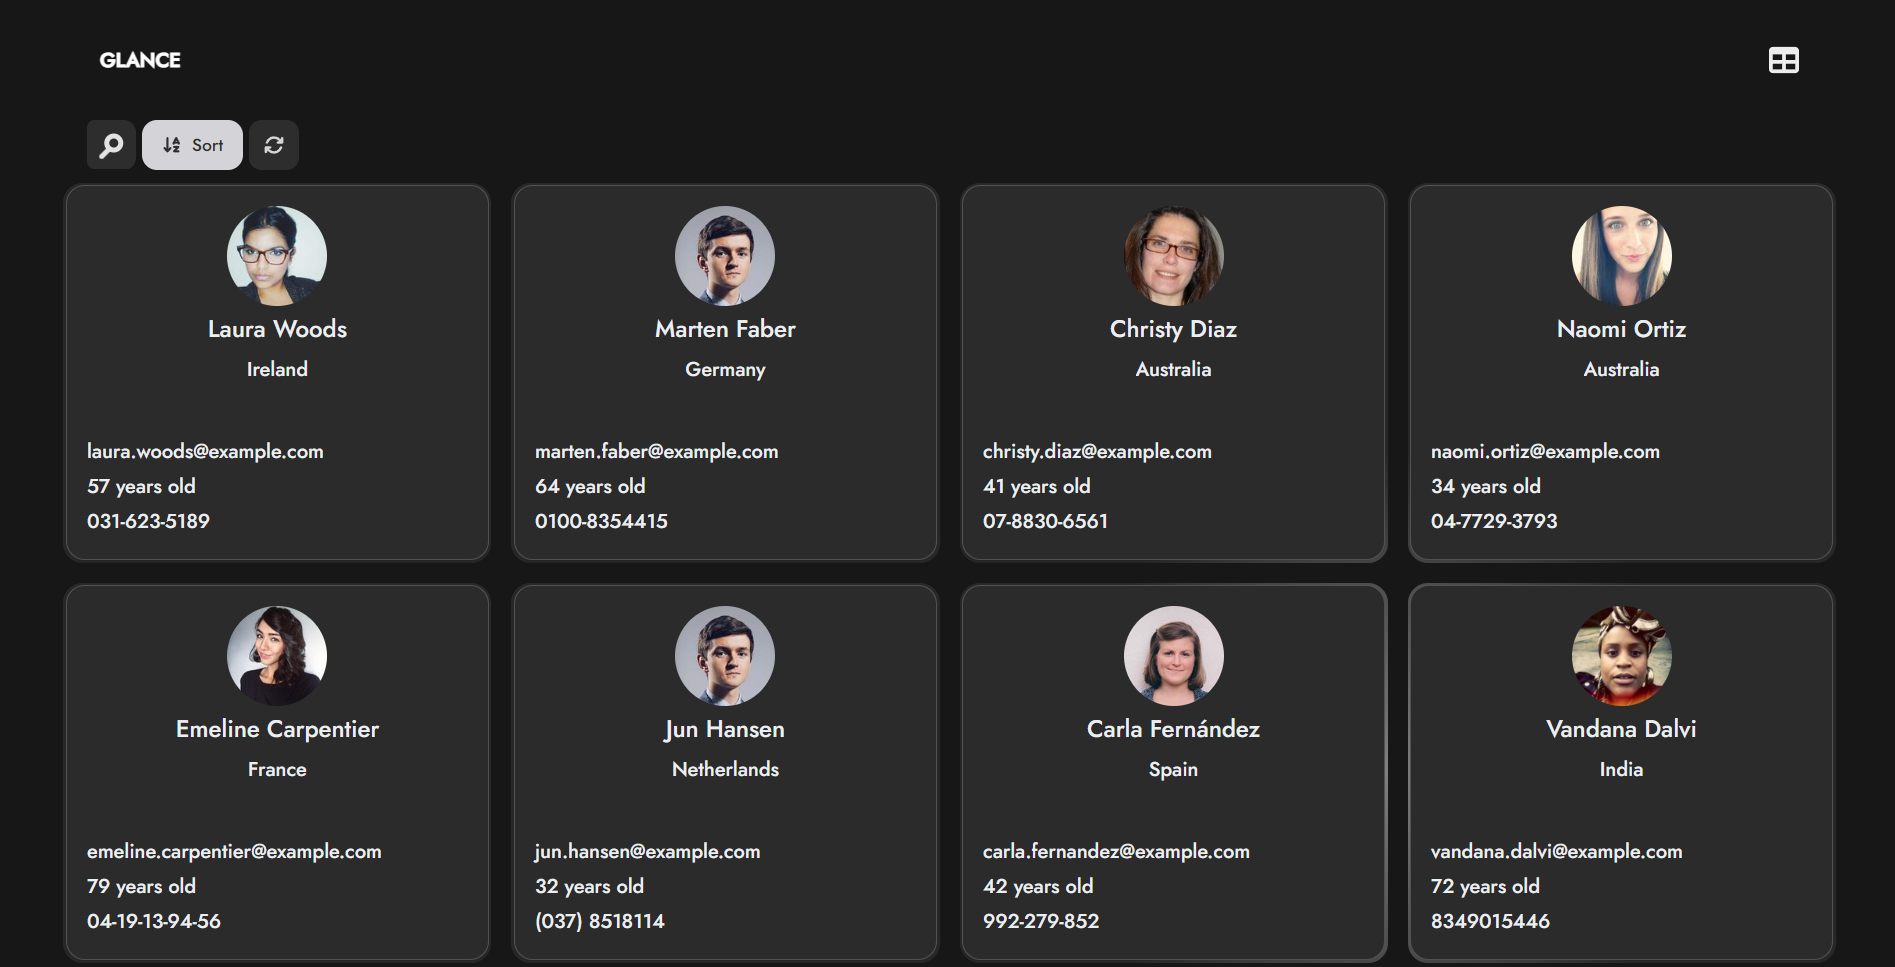 GLANCE
Sort
Laura Woods
Ireland
laura.woods@example.com
57 years old
031-623-5189
Marten Faber
Germany
marten.faber@example.com
64 years old
0100-8354415
Christy Diaz
Australia
christy.diaz@example.com
41 years old
07-8830-6561
Naomi Ortiz
Australia
naomi.ortiz@example.com
34 years old
04-7729-3793
Emeline Carpentier
France
emeline.carpentier@example.com
79 years old
04-19-13-94-56
Jun Hansen
Netherlands
jun.hansen@example.com
32 years old
(037) 8518114
Carla Fernández
Spain
carla.fernandez@example.com
42 years old
992-279-852
Vandana Dalvi
India
vandana.dalvi@example.com
72 years old
8349015446